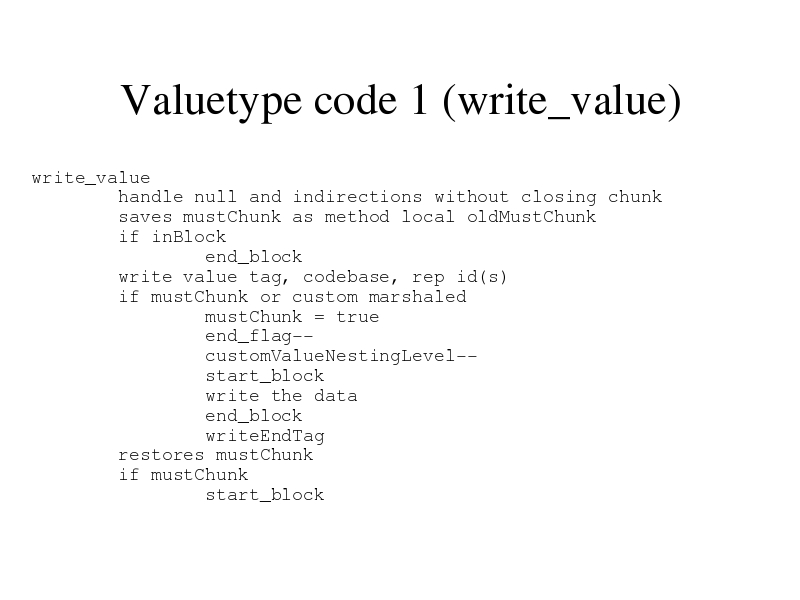 Valuetype code 1 (write_value)
write_value
handle null and indirections without closing chunk
saves mustChunk as method local oldMustChunk
if inBlock
end_block
write value tag, codebase, rep id(s)
if mustChunk or custom marshaled
mustChunk = true
end_flag--
customValueNestingLevel--
start_block
write the data
end_block
writeEndTag
restores mustChunk
if mustChunk
start_block